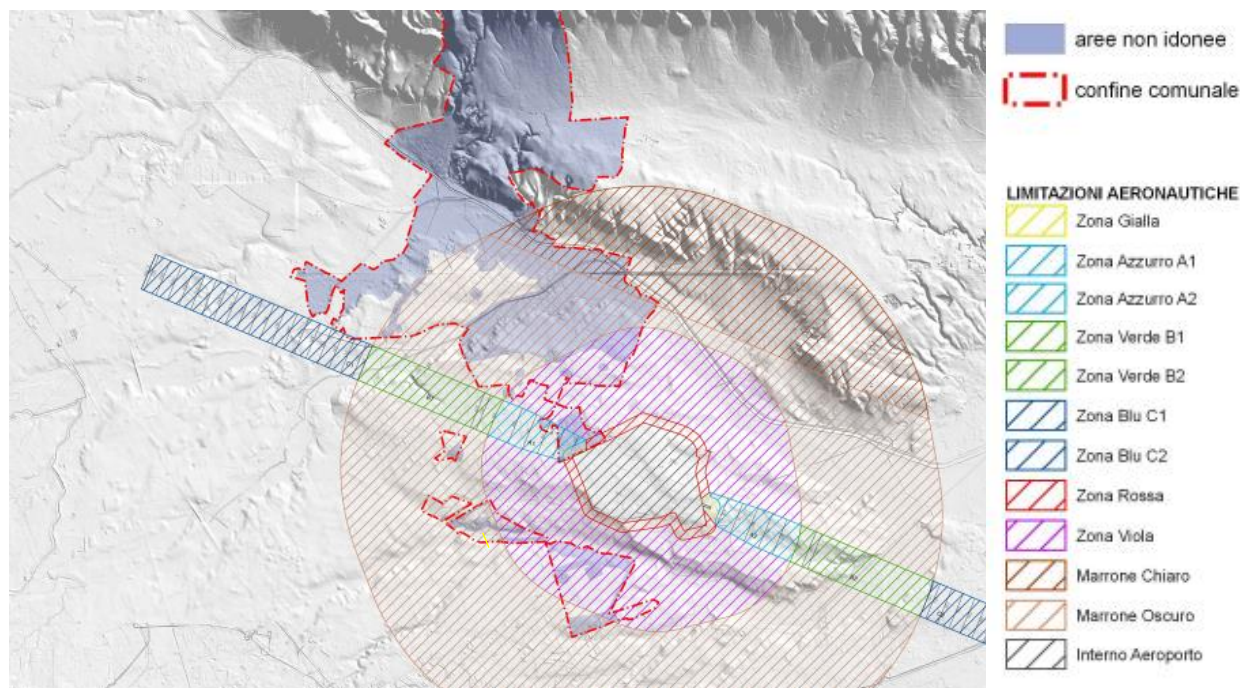 aree non idonee
confine comunale
LIMITAZIONI AERONAUTICHE
Zona Gialla
Zona Azzurro A1
Zona Azzurro A2
Zona Verde B1
Zona Verde B2
Zona Blu C1
Zona Blu C2
Zona Rossa
Zona Viola
Marrone Chiaro
Marrone Oscuro
Interno Aeroporto